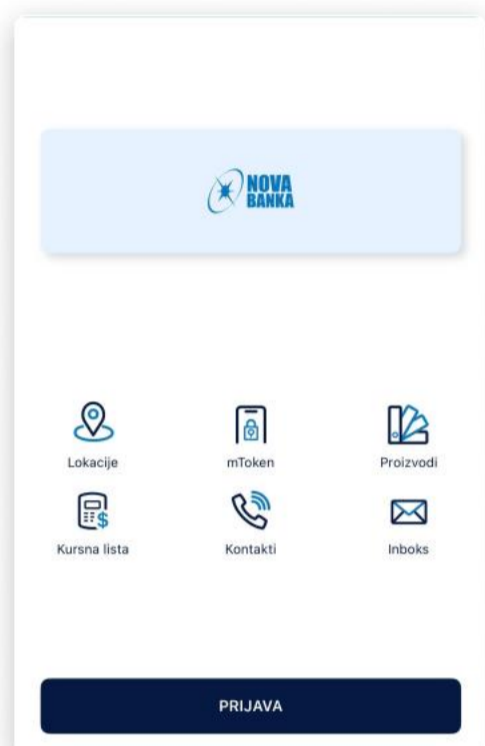 NOVA
BANKA
Lokacije
mToken
Proizvodi
Kursna lista
Kontakti
Inboks
PRIJAVA